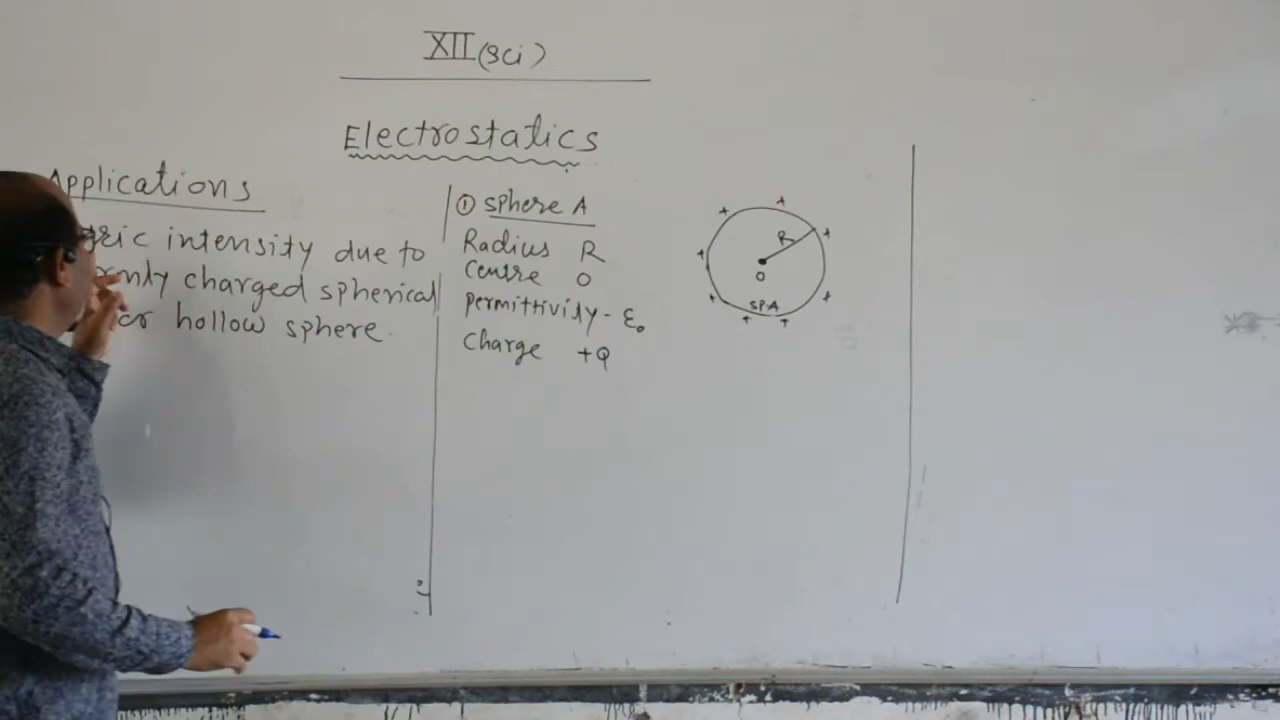 XII (sci)
Electrostatics
Applications
intensity due to
charged spherical
or hollow sphere.
① Sphere A
Radius R
Centre O
permittivity - ε₀
Charge +Q
R
O
SP.A